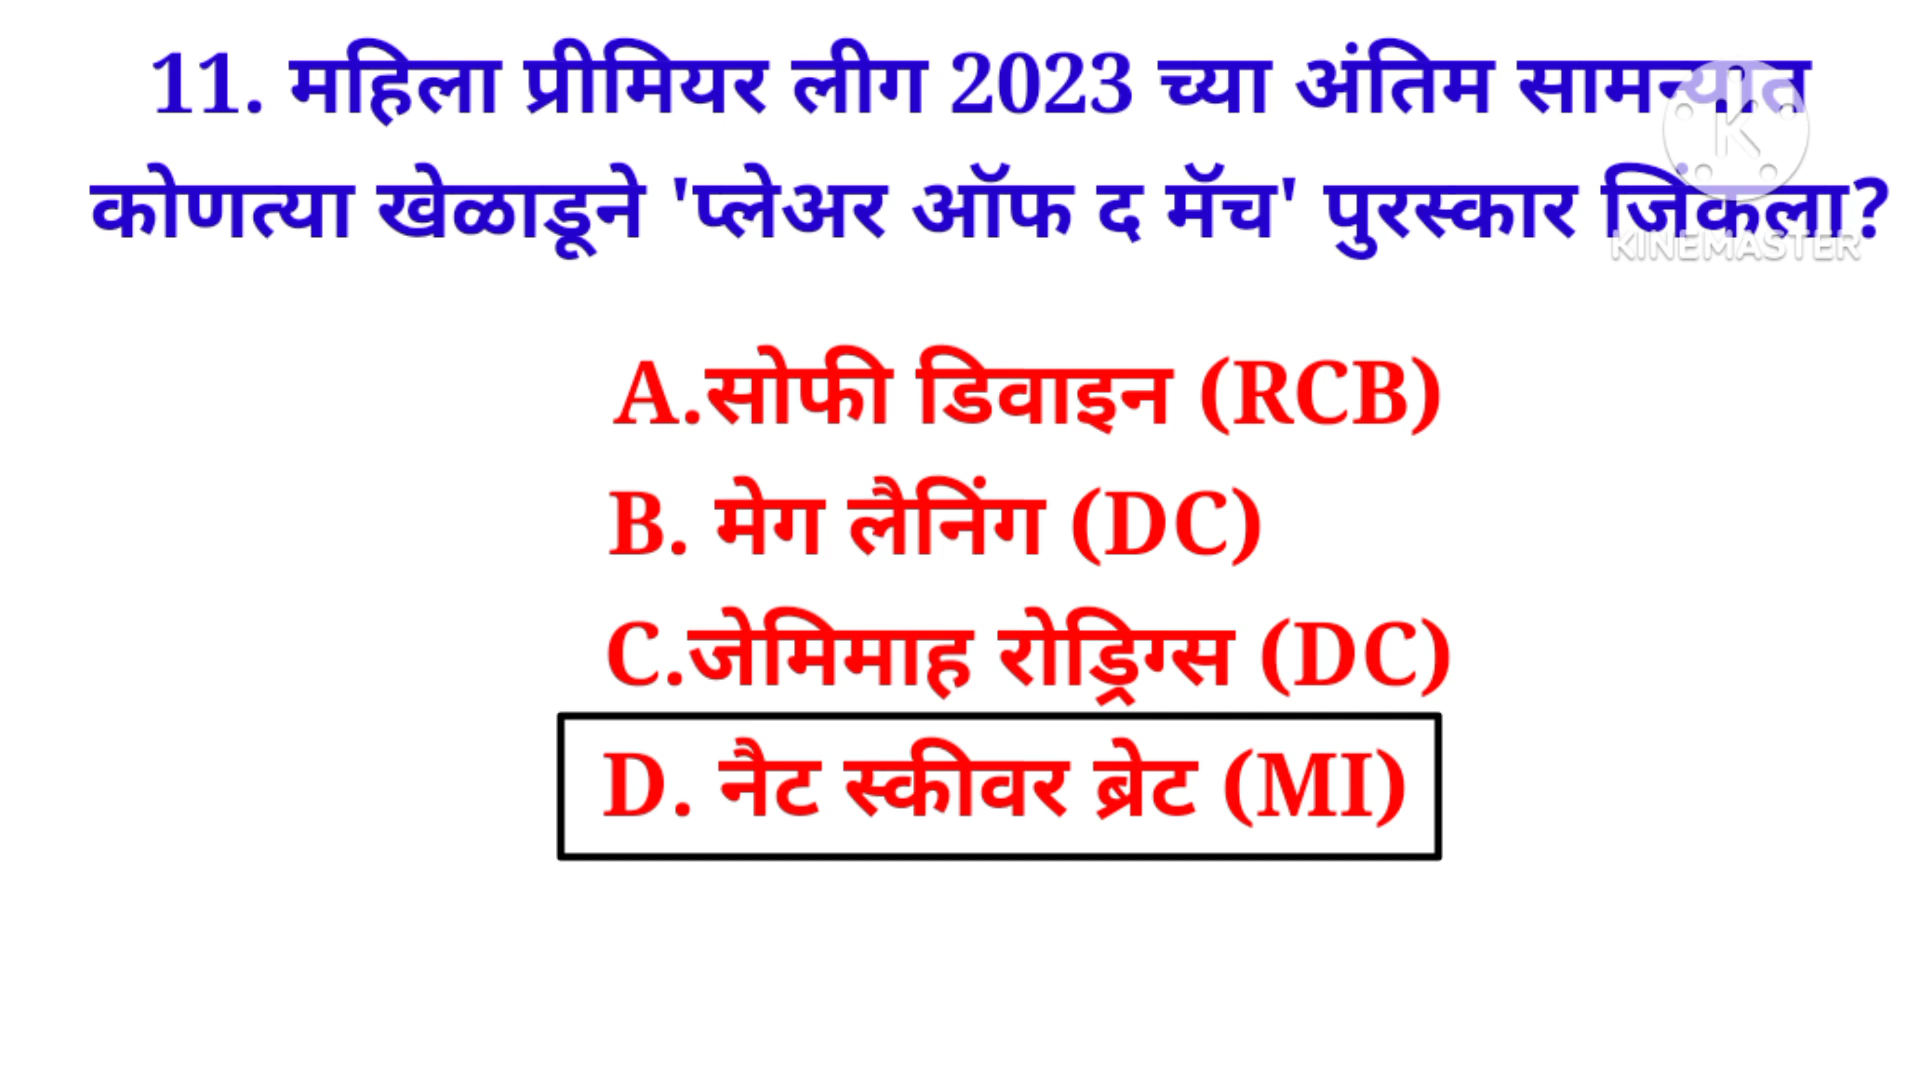 11. महिला प्रीमियर लीग 2023 च्या अंतिम सामन्यात
कोणत्या खेळाडूने 'प्लेअर ऑफ द मॅच' पुरस्कार जिंकला?
KINEMASTER
A.सोफी डिवाइन (RCB)
B. मेग लैनिंग (DC)
C.जेमिमाह रोड्रिग्स (DC)
D. नैट स्कीवर ब्रेट (MI)